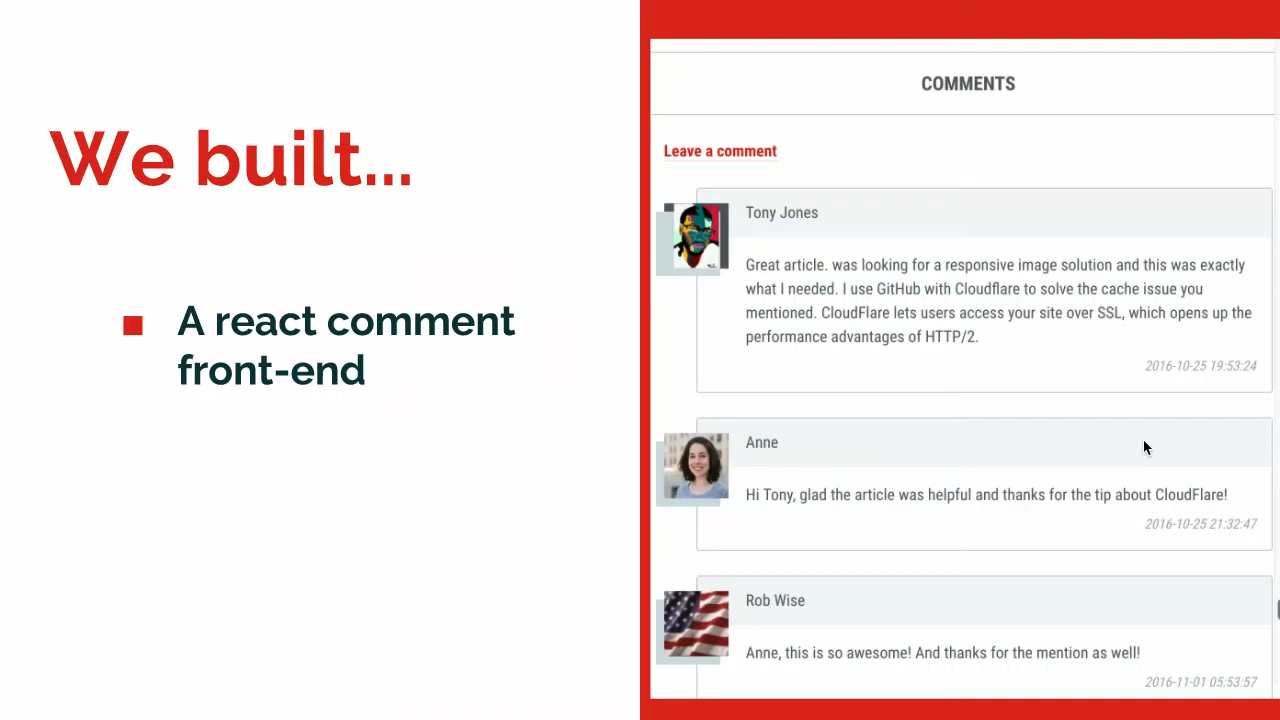 We built...
■ A react comment
front-end
COMMENTS
Leave a comment
Tony Jones
Great article. was looking for a responsive image solution and this was exactly
what I needed. I use GitHub with Cloudflare to solve the cache issue you
mentioned. CloudFlare lets users access your site over SSL, which opens up the
performance advantages of HTTP/2.
2016-10-25 19:53:24
Anne
Hi Tony, glad the article was helpful and thanks for the tip about CloudFlare!
2016-10-25 21:32:47
Rob Wise
Anne, this is so awesome! And thanks for the mention as well!
2016-11-01 05:53:57